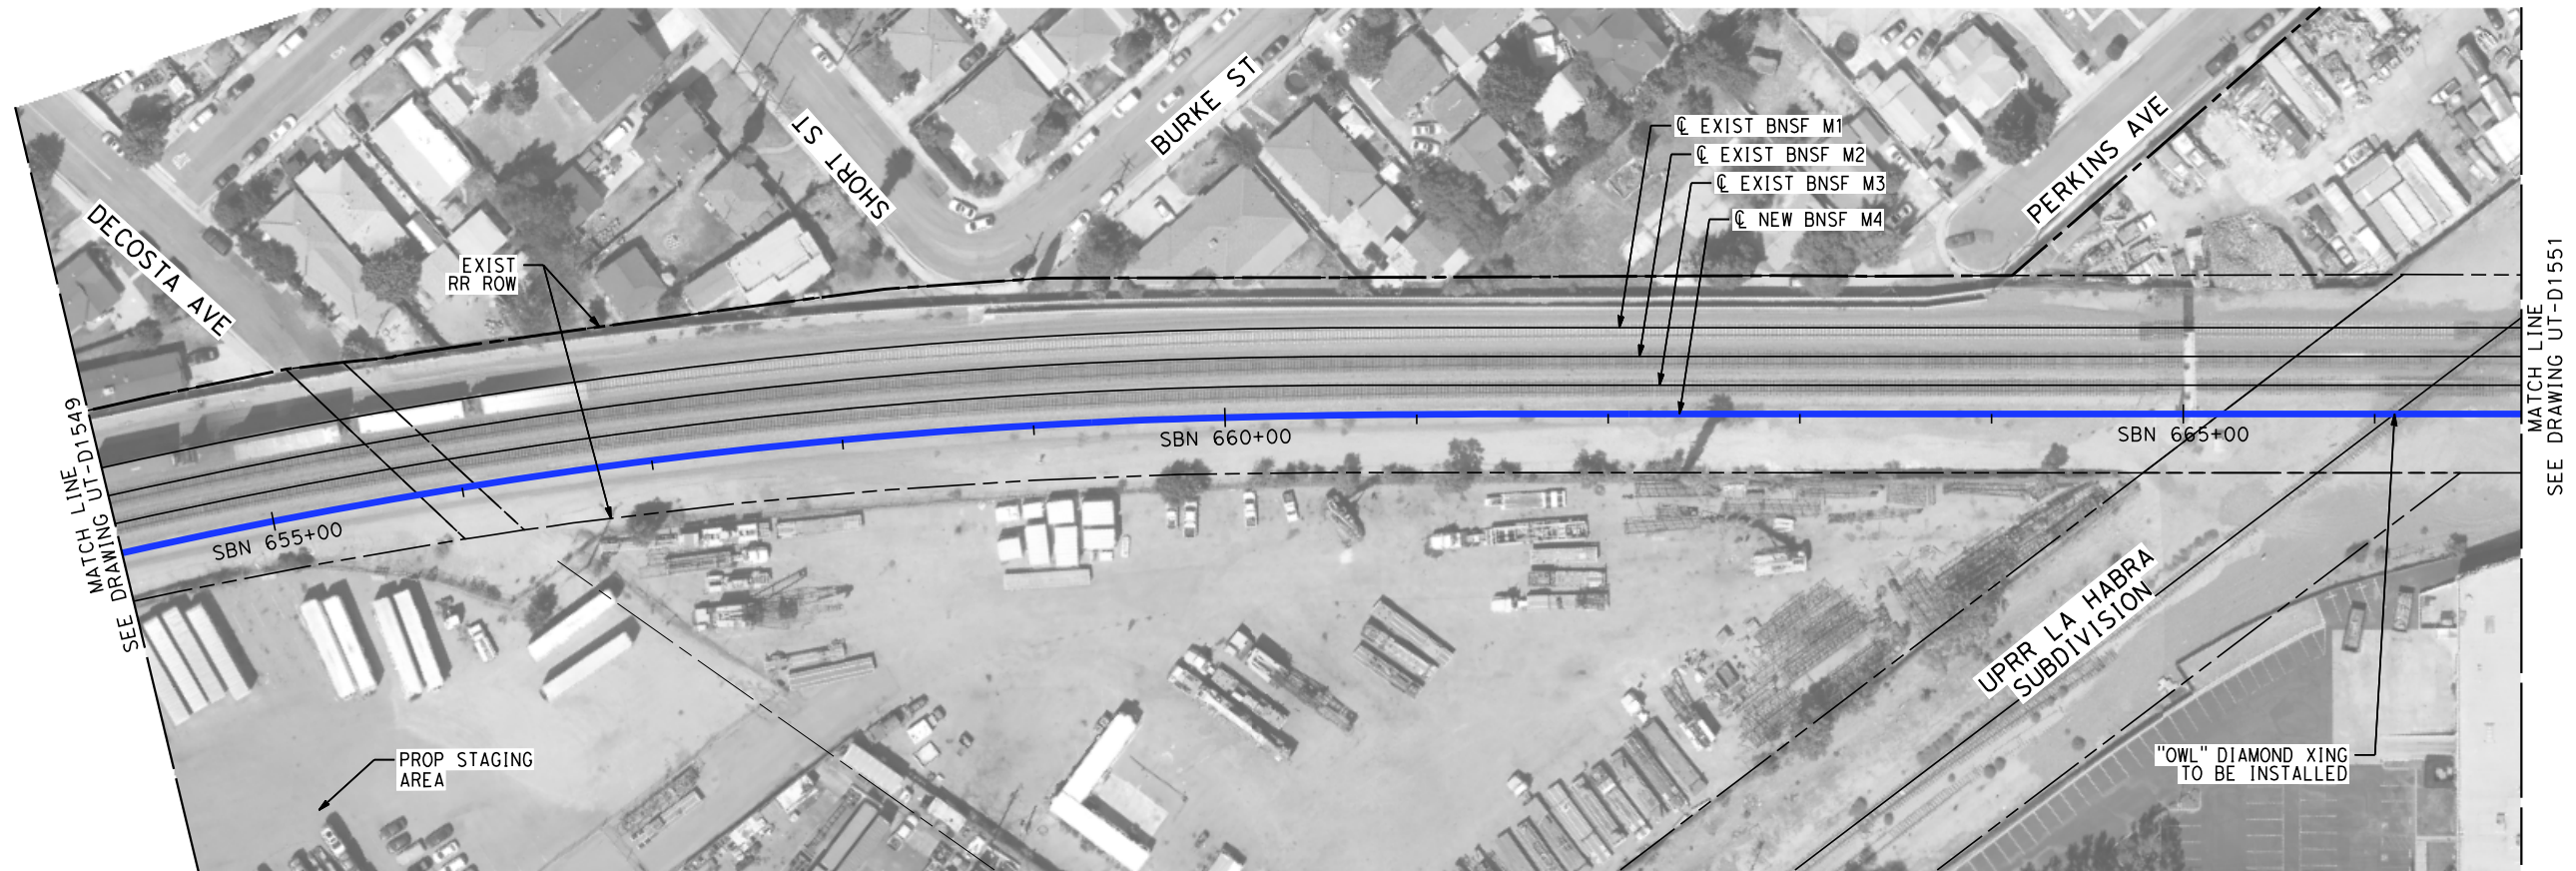 DECOSTA AVE
SHORT ST
BURKE ST
PERKINS AVE
℄ EXIST BNSF M1
℄ EXIST BNSF M2
℄ EXIST BNSF M3
℄ NEW BNSF M4
EXIST
RR ROW
MATCH LINE
SEE DRAWING UT-D1549
SBN 655+00
SBN 660+00
SBN 665+00
MATCH LINE
SEE DRAWING UT-D1551
PROP STAGING
AREA
UPRR LA HABRA
SUBDIVISION
"OWL" DIAMOND XING
TO BE INSTALLED